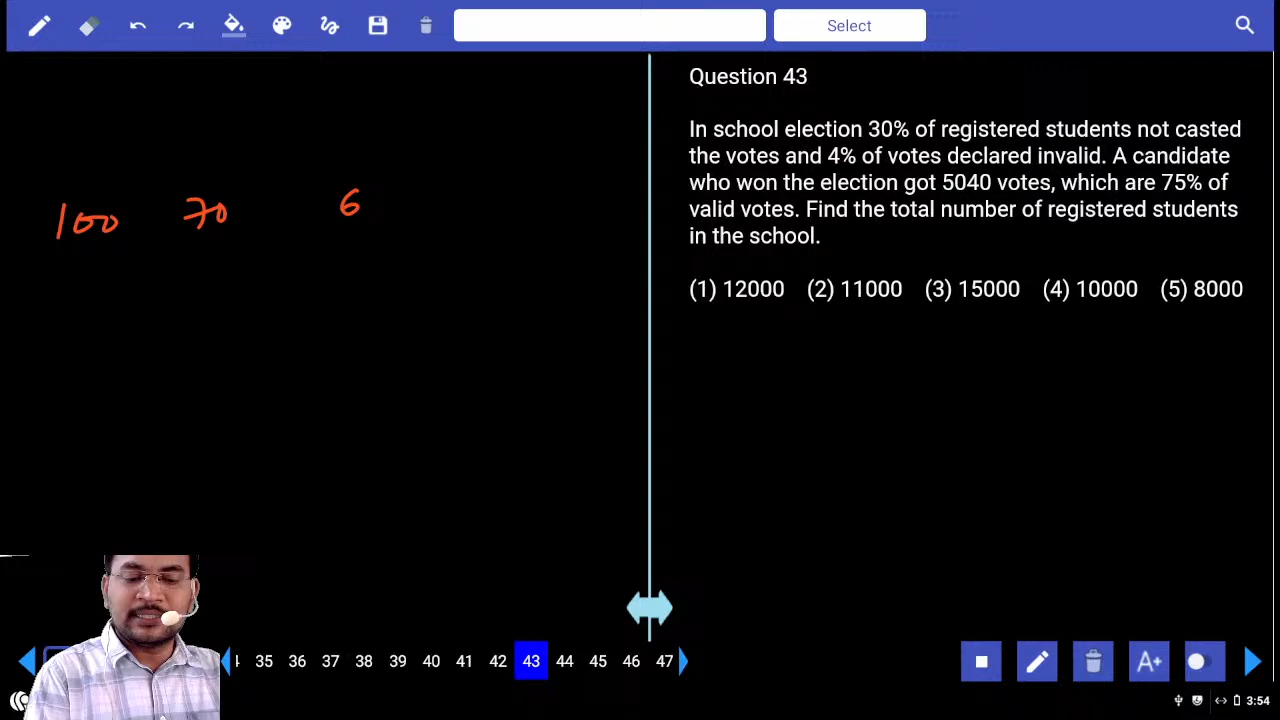 Select
Question 43
In school election 30% of registered students not casted
the votes and 4% of votes declared invalid. A candidate
who won the election got 5040 votes, which are 75% of
valid votes. Find the total number of registered students
in the school.
(1) 12000 (2) 11000 (3) 15000 (4) 10000 (5) 8000
100 70 6
35 36 37 38 39 40 41 42 43 44 45 46 47
A+
3:54